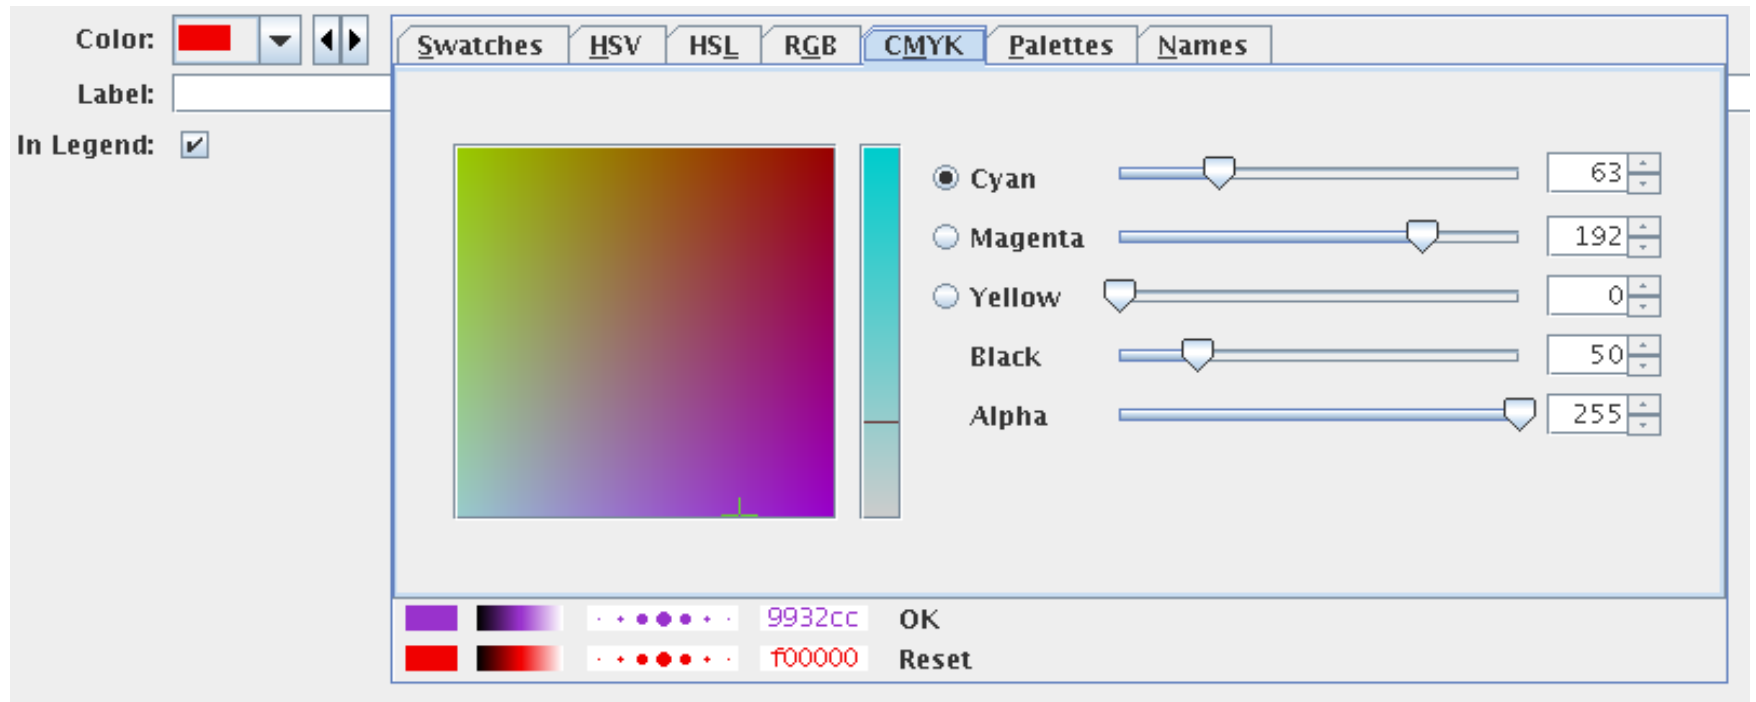 Color: Swatches HSV HSL RGB CMYK Palettes Names
Label:
In Legend:
Cyan 63
Magenta 192
Yellow 0
Black 50
Alpha 255
9932cc OK
f00000 Reset